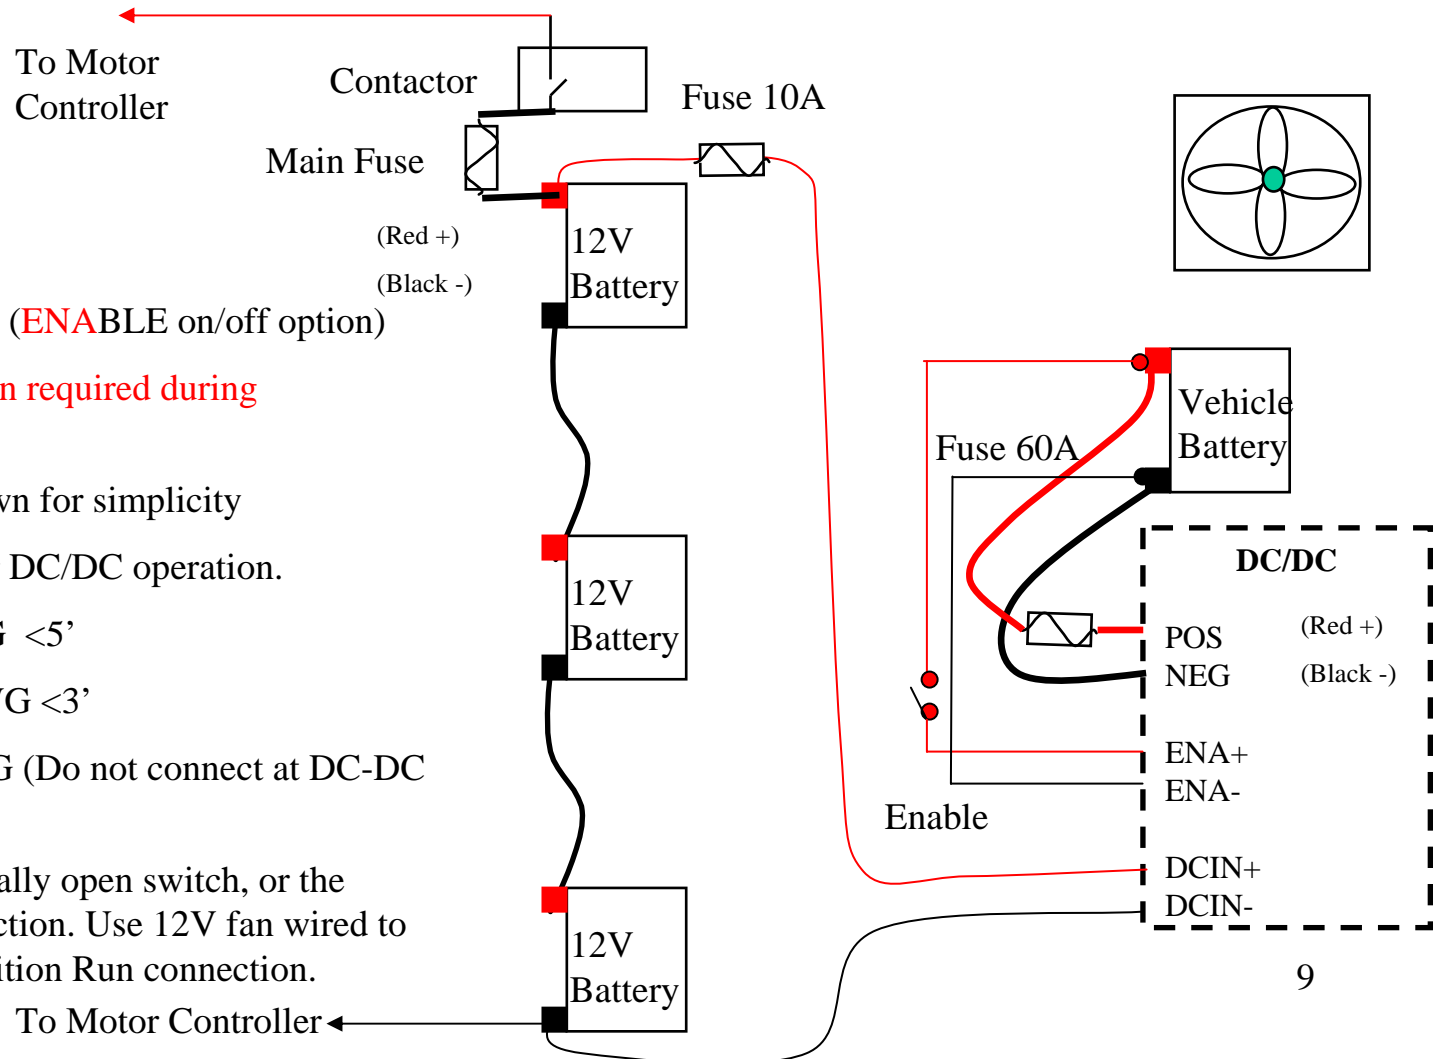 To Motor
Controller
Contactor
Fuse 10A
Main Fuse
(Red +)
(Black -)
12V
Battery
(ENABLE on/off option)
n required during
Vehicle
Battery
Fuse 60A
wn for simplicity
DC/DC operation.
DC/DC
12V
Battery
G <5’
POS (Red +)
NEG (Black -)
VG <3’
G (Do not connect at DC-DC
ENA+
ENA-
Enable
ally open switch, or the
ction. Use 12V fan wired to
ition Run connection.
DCIN+
DCIN-
12V
Battery
9
To Motor Controller